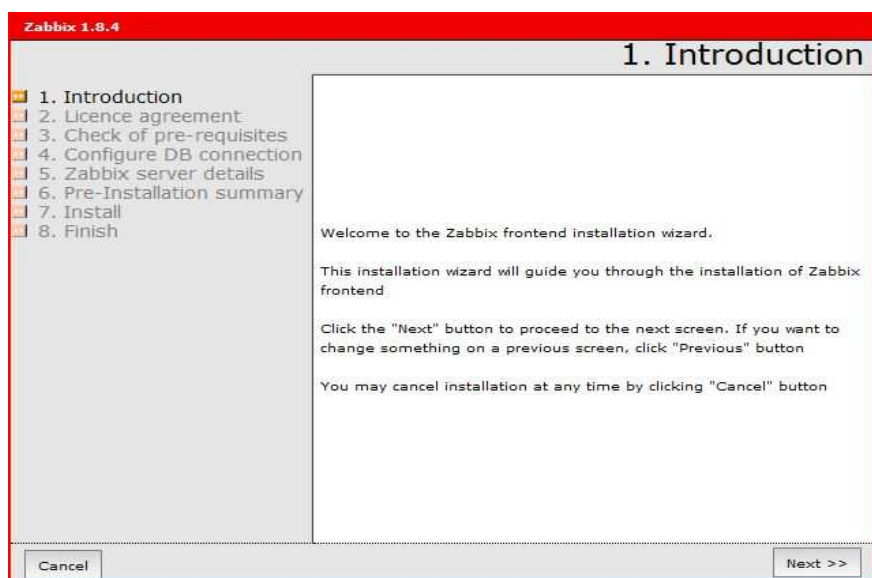 Zabbix 1.8.4
1. Introduction
1. Introduction
2. Licence agreement
3. Check of pre-requisites
4. Configure DB connection
5. Zabbix server details
6. Pre-Installation summary
7. Install
8. Finish
Welcome to the Zabbix frontend installation wizard.
This installation wizard will guide you through the installation of Zabbix
frontend
Click the "Next" button to proceed to the next screen. If you want to
change something on a previous screen, click "Previous" button
You may cancel installation at any time by clicking "Cancel" button
Cancel
Next >>